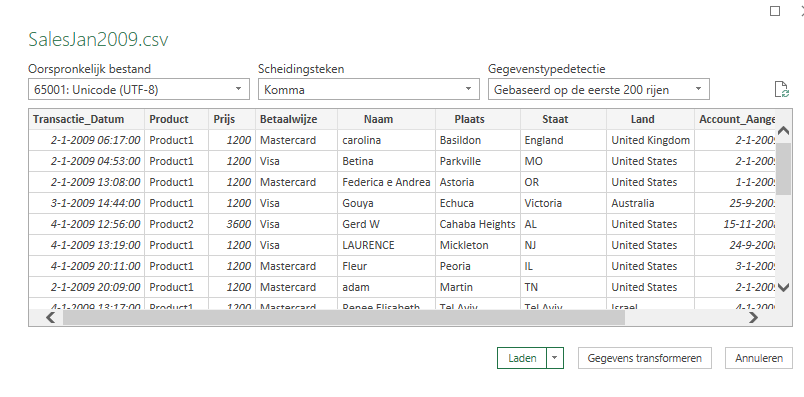 SalesJan2009.csv
Oorspronkelijk bestand Scheidingsteken Gegevenstypedetectie
65001: Unicode (UTF-8) Komma Gebaseerd op de eerste 200 rijen
Transactie_Datum Product Prijs Betaalwijze Naam Plaats Staat Land Account_Aange
2-1-2009 06:17:00 Product1 1200 Mastercard carolina Basildon England United Kingdom 2-1-2009
2-1-2009 04:53:00 Product1 1200 Visa Betina Parkville MO United States 2-1-2009
2-1-2009 13:08:00 Product1 1200 Mastercard Federica e Andrea Astoria OR United States 1-1-2009
3-1-2009 14:44:00 Product1 1200 Visa Gouya Echuca Victoria Australia 25-9-200
4-1-2009 12:56:00 Product2 3600 Visa Gerd W Cahaba Heights AL United States 15-11-200
4-1-2009 13:19:00 Product1 1200 Visa LAURENCE Mickleton NJ United States 24-9-200
4-1-2009 20:11:00 Product1 1200 Mastercard Fleur Peoria IL United States 3-1-2009
2-1-2009 20:09:00 Product1 1200 Mastercard adam Martin TN United States 2-1-2009
4-1-2009 13:17:00 Product1 1200 Mastercard Renee Elisabeth Tel Aviv Tel Aviv Israel 4-1-2009
Laden Gegevens transformeren Annuleren